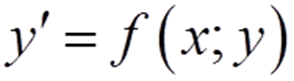 y′ = f(x; y)